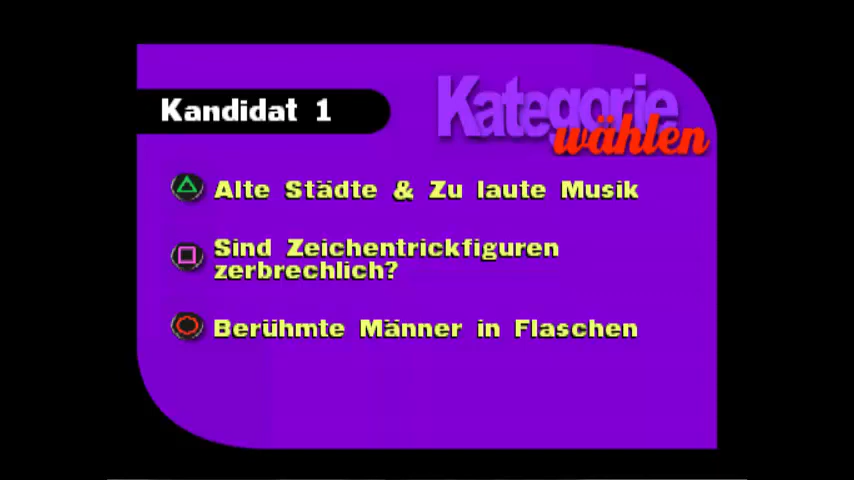 Kategorie
wählen
Kandidat 1
Alte Städte & Zu laute Musik
Sind Zeichentrickfiguren
zerbrechlich?
Berühmte Männer in Flaschen